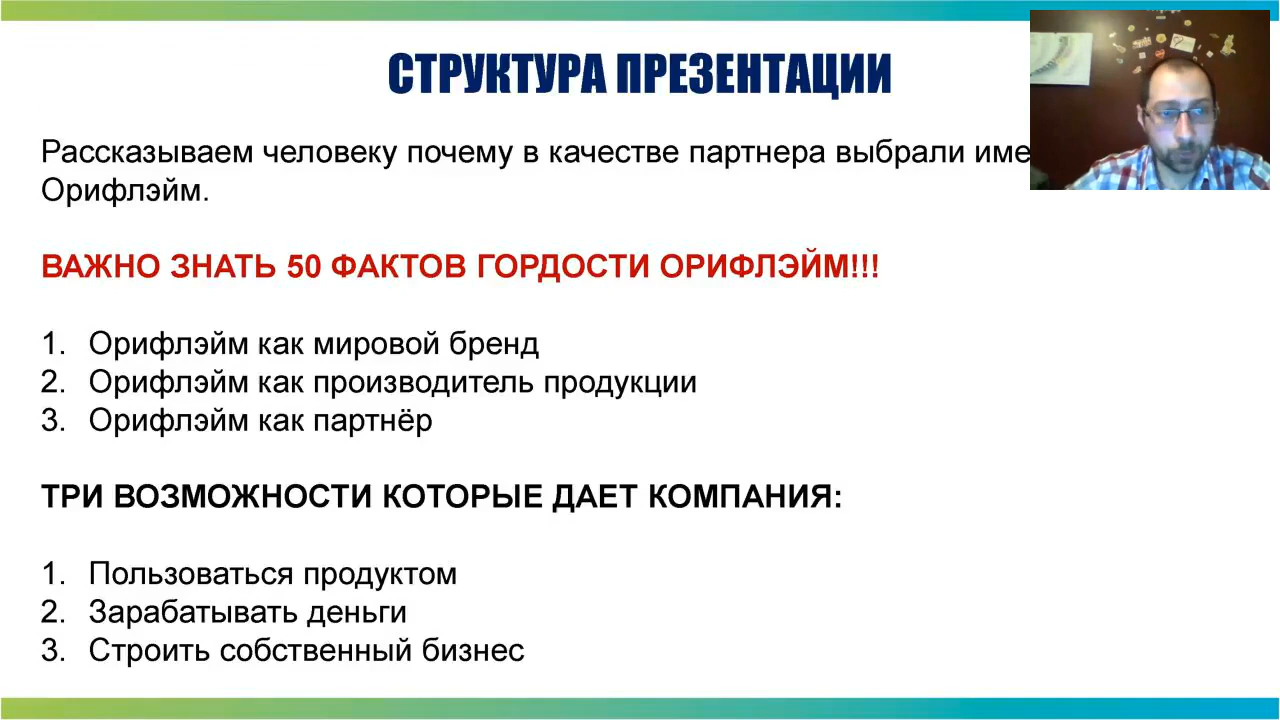 СТРУКТУРА ПРЕЗЕНТАЦИИ
Рассказываем человеку почему в качестве партнера выбрали
Орифлэйм.
ВАЖНО ЗНАТЬ 50 ФАКТОВ ГОРДОСТИ ОРИФЛЭЙМ!!!
1. Орифлэйм как мировой бренд
2. Орифлэйм как производитель продукции
3. Орифлэйм как партнёр
ТРИ ВОЗМОЖНОСТИ КОТОРЫЕ ДАЕТ КОМПАНИЯ:
1. Пользоваться продуктом
2. Зарабатывать деньги
3. Строить собственный бизнес